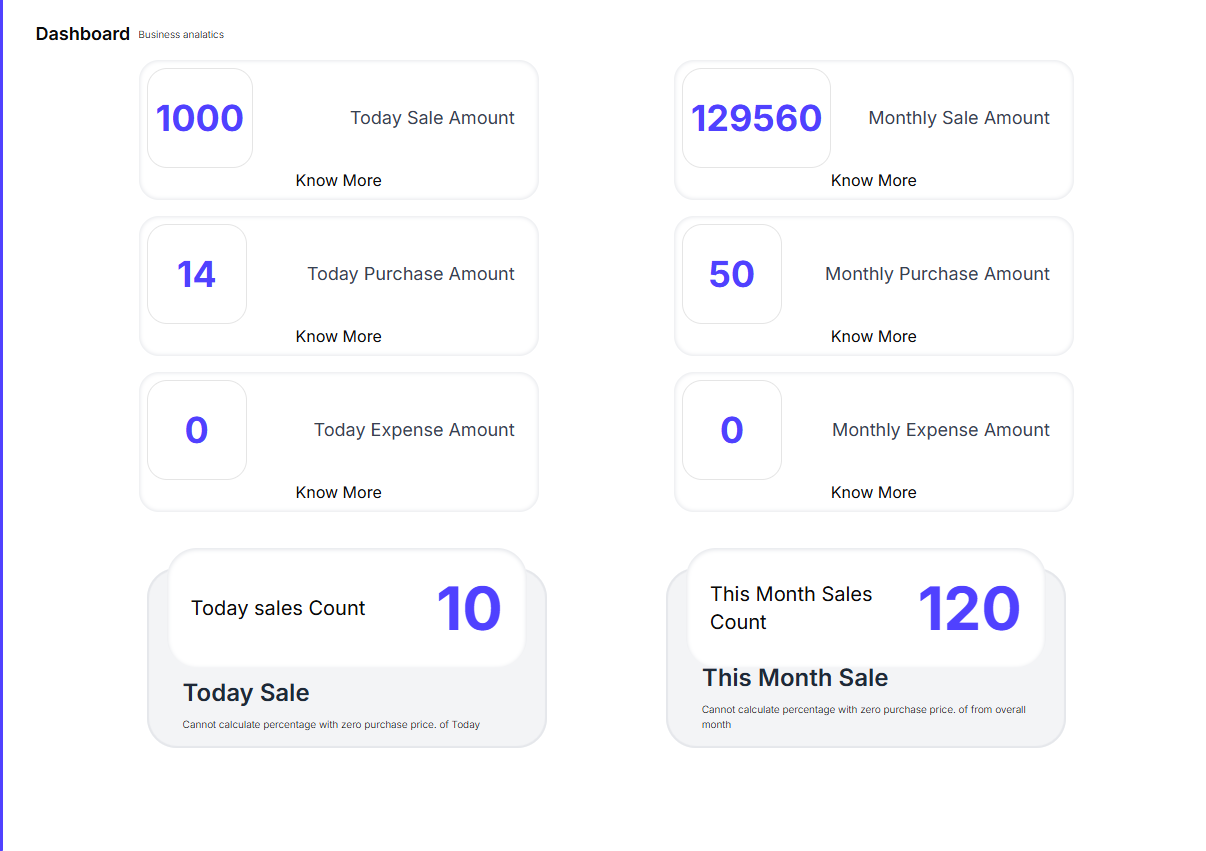 Dashboard Business analatics
1000 Today Sale Amount
Know More
129560 Monthly Sale Amount
Know More
14 Today Purchase Amount
Know More
50 Monthly Purchase Amount
Know More
0 Today Expense Amount
Know More
0 Monthly Expense Amount
Know More
Today sales Count 10
Today Sale
Cannot calculate percentage with zero purchase price. of Today
This Month Sales
Count
120
This Month Sale
Cannot calculate percentage with zero purchase price. of from overall
month